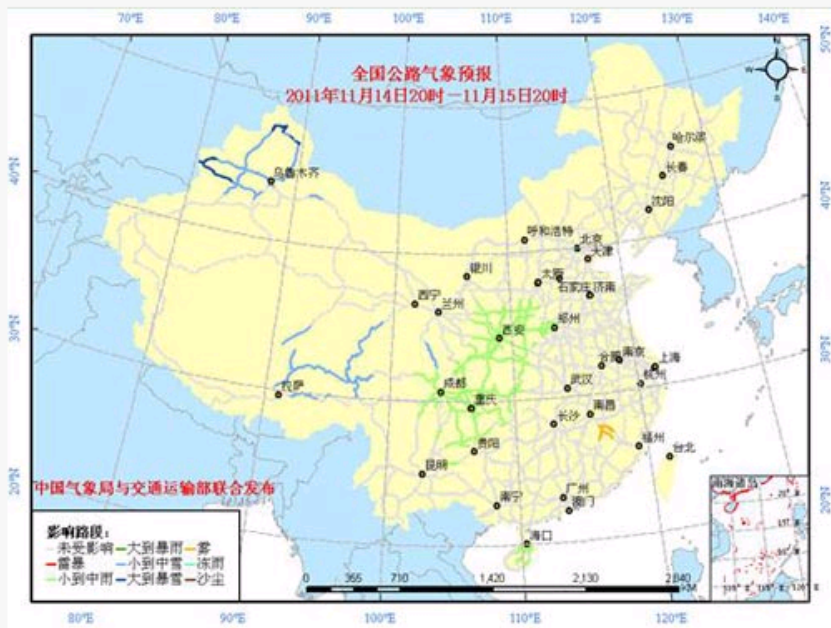 70°E 80°E 90°E 100°E 110°E 120°E 130°E 140°E
全国公路气象预报
2011年11月14日20时—11月15日20时
哈尔滨
长春
乌鲁木齐
沈阳
呼和浩特
北京
天津
银川
太原
石家庄 济南
西宁
兰州
郑州
西安
南京
上海
成都
武汉
杭州
拉萨
重庆
南昌
长沙
贵阳
福州
台北
昆明
中国气象局与交通运输部联合发布
南宁
广州
澳门
海口
南海诸岛
影响路段：
未受影响 大到暴雨 雾
雷暴 小到中雪 冻雨
小到中雨 大到暴雪 沙尘
0 355 710 1,420 2,130 2,840
80°E 90°E 100°E 110°E 120°E
40°N
30°N
20°N
50°N
40°N
30°N
20°N